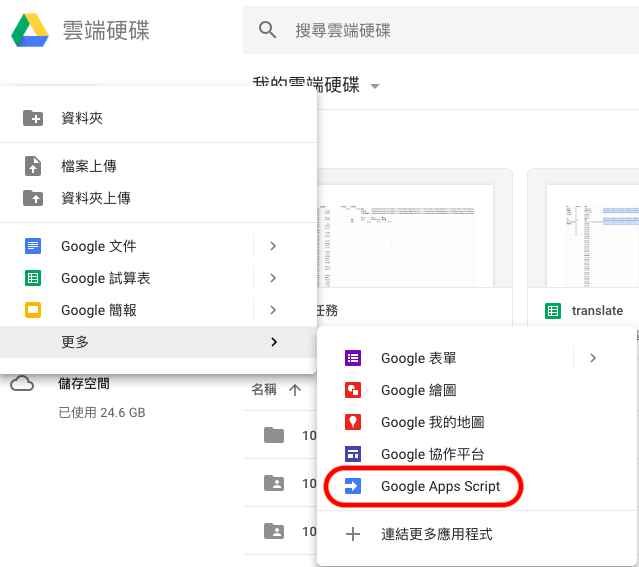 雲端硬碟
搜尋雲端硬碟
我的雲端硬碟
資料夾
檔案上傳
資料夾上傳
Google 文件
Google 試算表
Google 簡報
更多
任務
translate
儲存空間
已使用 24.6 GB
名稱
10
10
10
Google 表單
Google 繪圖
Google 我的地圖
Google 協作平台
Google Apps Script
連結更多應用程式